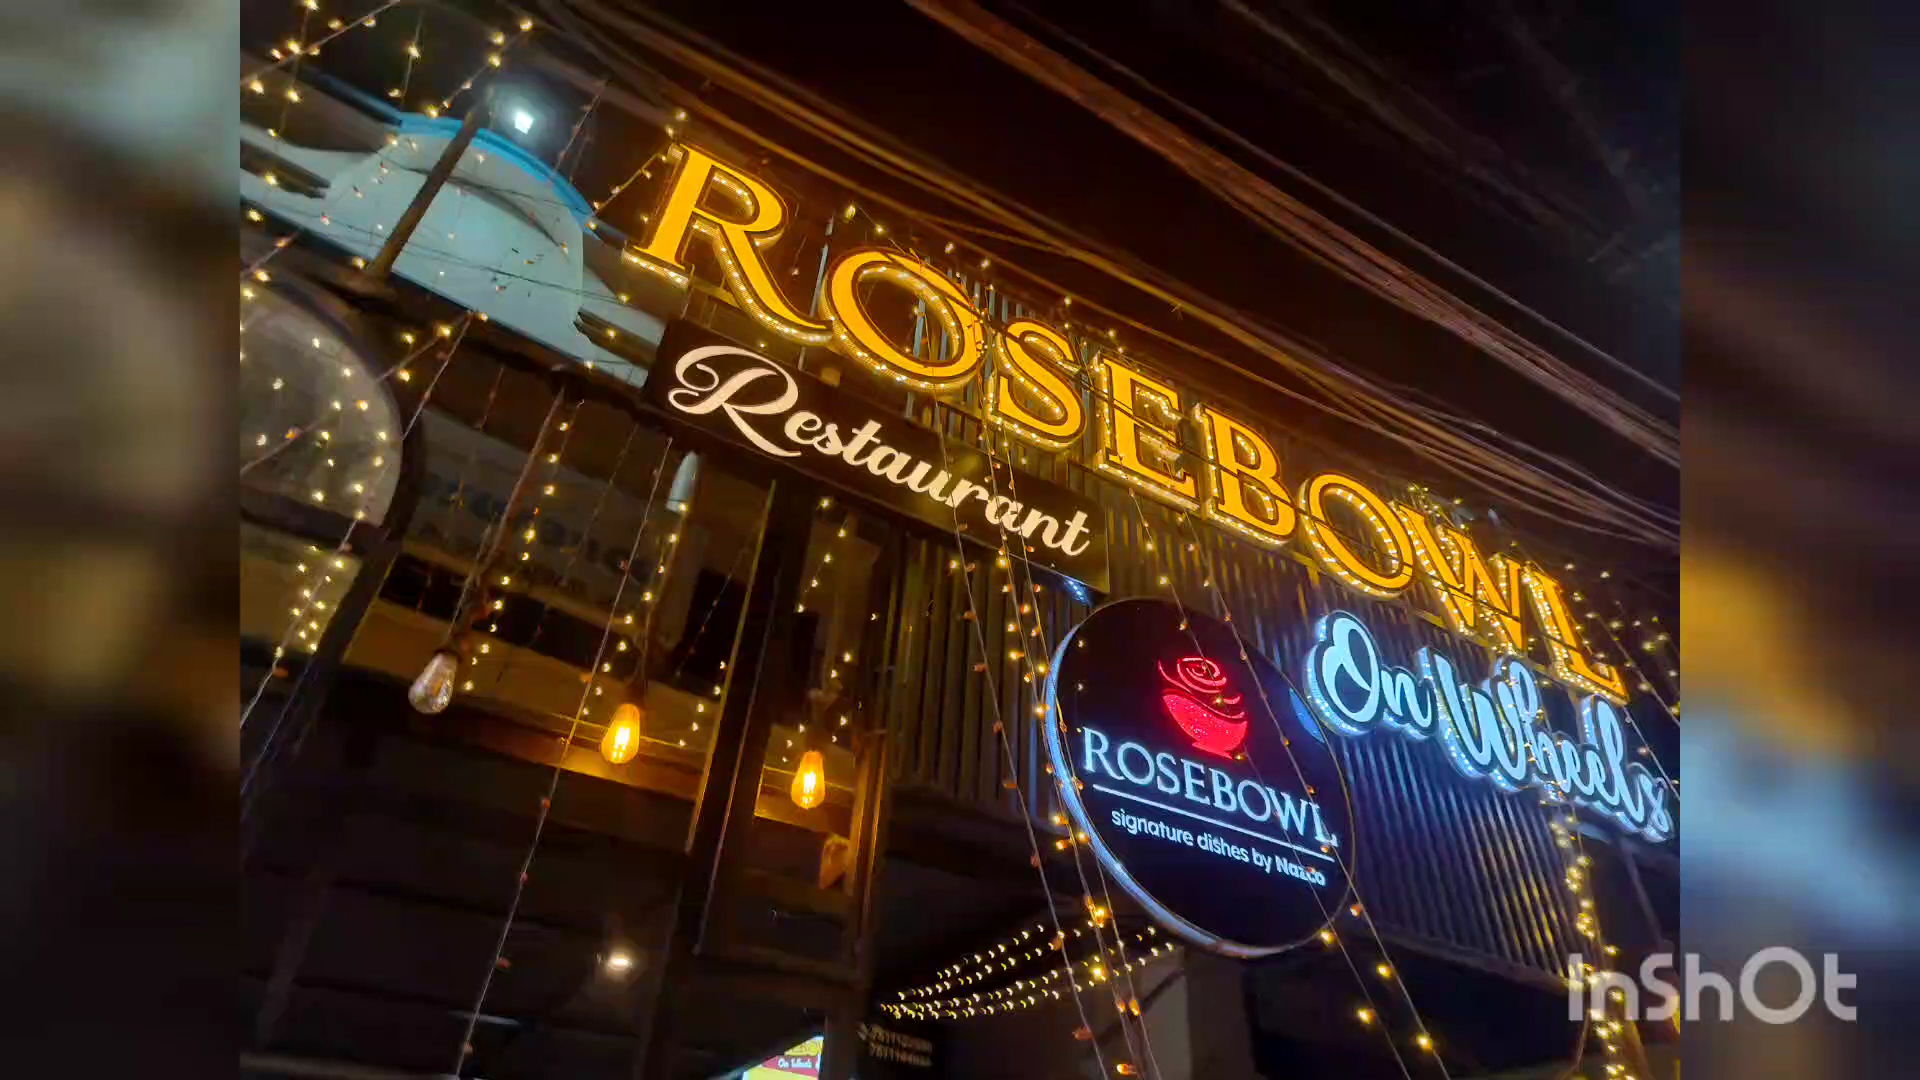 ROSEBOWL
Restaurant
On Wheels
ROSEBOWL
signature dishes by Nazco
InShOt